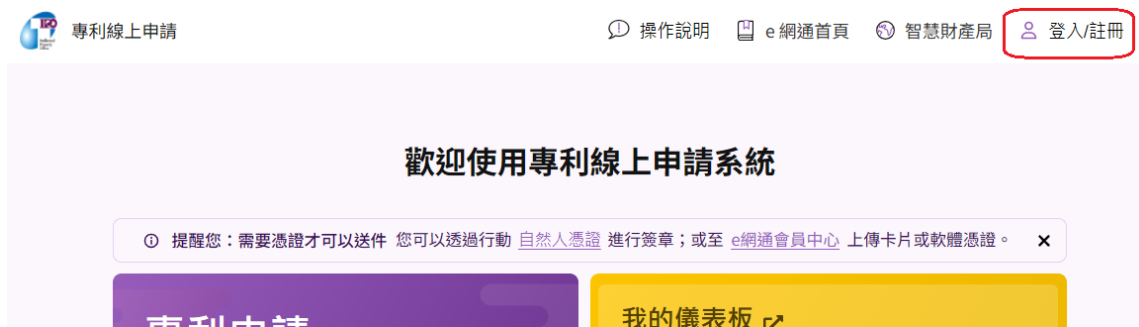 專利線上申請
操作說明 e 網通首頁 智慧財產局 登入/註冊
歡迎使用專利線上申請系統
提醒您：需要憑證才可以送件 您可以透過行動 自然人憑證 進行簽章；或至 e網通會員中心 上傳卡片或軟體憑證。
專利申請
我的儀表板